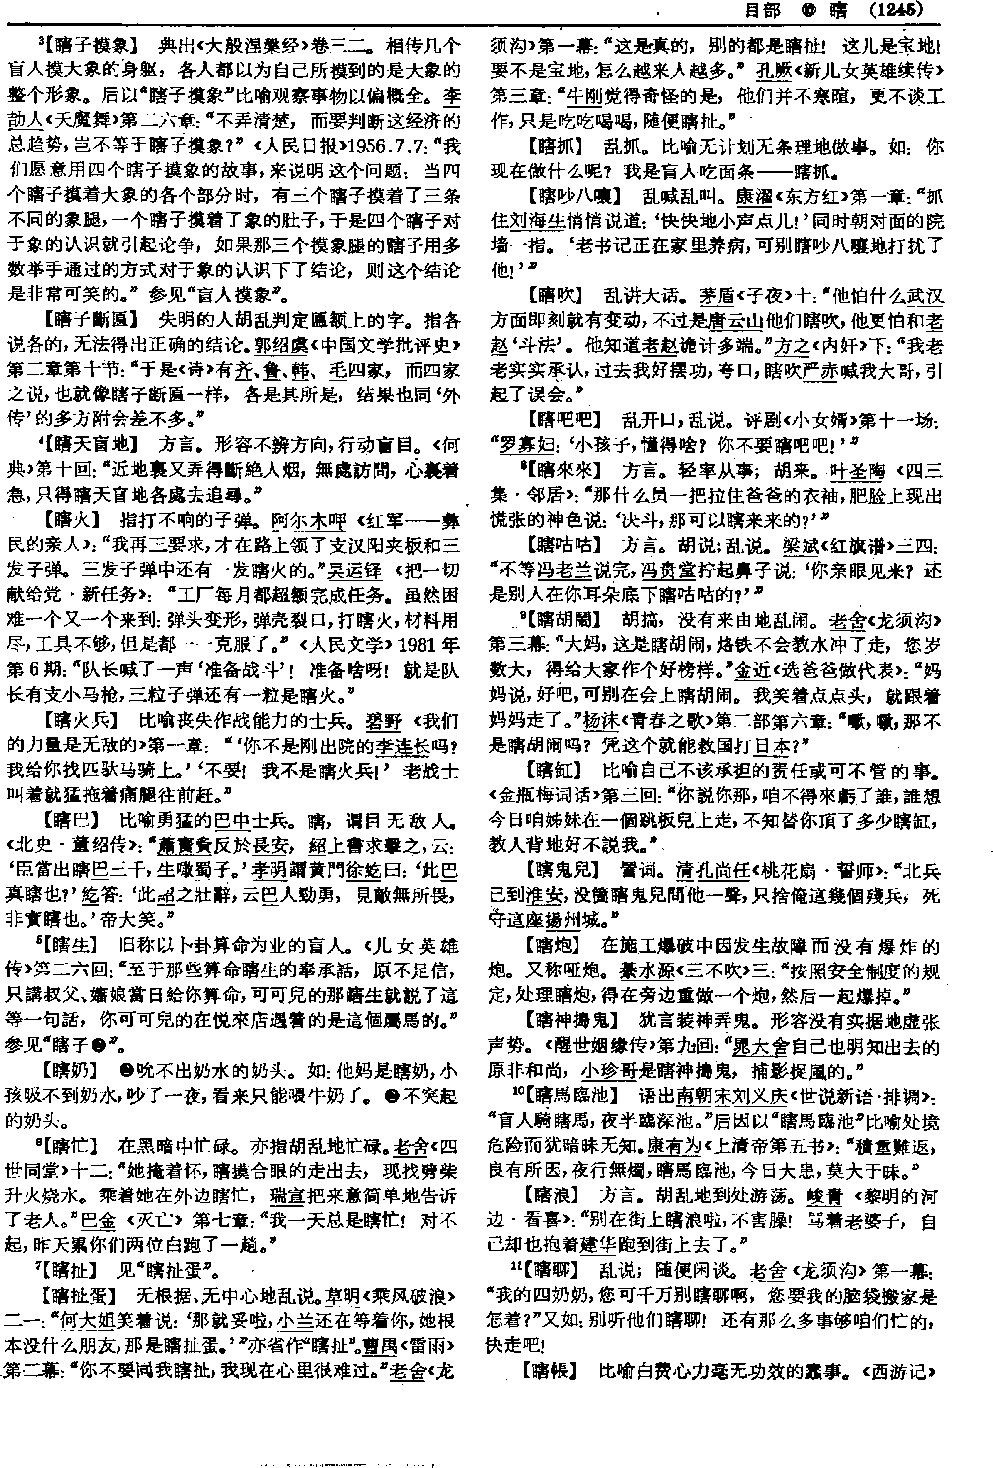 目部 ⑩ 瞎 (1245)
³【瞎子摸象】 典出《大般涅槃经》卷三二。相传几个
盲人摸大象的身躯，各人都以为自己所摸到的是大象的
整个形象。后以“瞎子摸象”比喻观察事物以偏概全。李
劼人《天魔舞》第二六章：“不弄清楚，而要判断这经济的
总趋势，岂不等于瞎子摸象？”《人民日报》1956.7.7：“我
们愿意用四个瞎子摸象的故事，来说明这个问题：当四
个瞎子摸着大象的各个部分时，有三个瞎子摸着了三条
不同的象腿，一个瞎子摸着了象的肚子，于是四个瞎子对
于象的认识就引起论争，如果那三个摸象腿的瞎子用多
数举手通过的方式对于象的认识下了结论，则这个结论
是非常可笑的。”参见“盲人摸象”。
【瞎子断匾】 失明的人胡乱判定匾额上的字。指各
说各的，无法得出正确的结论。郭绍虞《中国文学批评史》
第二章第十节：“于是《诗》有齐、鲁、韩、毛四家，而四家
之说，也就像瞎子断匾一样，各是其所是，结果也同‘外
传’的多方附会差不多。”
⁴【瞎天盲地】 方言。形容不辨方向，行动盲目。《何
典》第十回：“近地裏又弄得斷絶人烟，無處訪問，心裏着
急，只得瞎天盲地各處去追尋。”
【瞎火】 指打不响的子弹。阿尔木呷《红军——彝
民的亲人》：“我再三要求，才在路上领了支汉阳夹板和三
发子弹。三发子弹中还有一发瞎火的。”吴运铎《把一切
献给党·新任务》：“工厂每月都超额完成任务。虽然困
难一个又一个来到：弹头变形，弹壳裂口，打瞎火，材料用
尽，工具不够，但是都一一克服了。”《人民文学》1981年
第6期：“队长喊了一声‘准备战斗’！准备啥呀！就是队
长有支小马枪，三粒子弹还有一粒是瞎火。”
【瞎火兵】 比喻丧失作战能力的士兵。碧野《我们
的力量是无敌的》第一章：“‘你不是刚出院的李连长吗？
我给你找匹驮马骑上。’‘不要！我不是瞎火兵！’老战士
叫着就猛拖着痛腿往前赶。”
【瞎巴】 比喻勇猛的巴中士兵。瞎，谓目无敌人。
《北史·董绍传》：“蕭寶夤反於長安，紹上書求擊之，云：
‘臣當出瞎巴三千，生噉蜀子。’孝明謂黄門徐紇曰：‘此巴
真瞎也？’紇答：‘此紹之壯辭，云巴人勁勇，見敵無所畏，
非實瞎也。’帝大笑。”
⁵【瞎生】 旧称以卜卦算命为业的盲人。《儿女英雄
传》第二六回：“至于那些算命瞎生的奉承話，原不足信，
只講叔父、嬸娘當日給你算命，可可兒的那瞎生就説了這
等一句話，你可可兒的在悦來店遇着的是這個屬馬的。”
参见“瞎子❷”。
【瞎奶】 ❶吮不出奶水的奶头。如：他妈是瞎奶，小
孩吸不到奶水，吵了一夜，看来只能喂牛奶了。❷不突起
的奶头。
⁶【瞎忙】 在黑暗中忙碌。亦指胡乱地忙碌。老舍《四
世同堂》十二：“她掩着怀，瞎摸合眼的走出去，现找劈柴
升火烧水。乘着她在外边瞎忙，瑞宣把来意简单地告诉
了老人。”巴金《灭亡》第七章：“我一天总是瞎忙！对不
起，昨天累你们两位白跑了一趟。”
⁷【瞎扯】 见“瞎扯蛋”。
【瞎扯蛋】 无根据、无中心地乱说。草明《乘风破浪》
二一：“何大姐笑着说：‘那就妥啦，小兰还在等着你，她根
本没什么朋友，那是瞎扯蛋。’”亦省作“瞎扯”。曹禺《雷雨》
第二幕：“你不要同我瞎扯，我现在心里很难过。”老舍《龙
须沟》第一幕：“这是真的，别的都是瞎扯！这儿是宝地！
要不是宝地，怎么越来人越多。”孔厥《新儿女英雄续传》
第三章：“牛刚觉得奇怪的是，他们并不寒暄，更不谈工
作，只是吃吃喝喝，随便瞎扯。”
【瞎抓】 乱抓。比喻无计划无条理地做事。如：你
现在做什么呢？我是盲人吃面条——瞎抓。
【瞎吵八嚷】 乱喊乱叫。康濯《东方红》第一章：“抓
住刘海生悄悄说道：‘快快地小声点儿！’同时朝对面的院
墙一指。‘老书记正在家里养病，可别瞎吵八嚷地打扰了
他！’”
【瞎吹】 乱讲大话。茅盾《子夜》十：“他怕什么武汉
方面即刻就有变动，不过是唐云山他们瞎吹，他更怕和老
赵‘斗法’。他知道老赵诡计多端。”方之《内奸》下：“我老
老实实承认，过去我好摆功，夸口，瞎吹严赤喊我大哥，引
起了误会。”
【瞎吧吧】 乱开口，乱说。评剧《小女婿》第十一场：
“罗寡妇：‘小孩子，懂得啥？你不要瞎吧吧！’”
⁸【瞎來來】 方言。轻率从事；胡来。叶圣陶《四三
集·邻居》：“那什么员一把拉住爸爸的衣袖，肥脸上现出
慌张的神色说：‘决斗，那可以瞎来来的？’”
【瞎咕咕】 方言。胡说；乱说。梁斌《红旗谱》三四：
“不等冯老兰说完，冯贵堂拧起鼻子说：‘你亲眼见来？还
是别人在你耳朵底下瞎咕咕的？’”
⁹【瞎胡鬧】 胡搞，没有来由地乱闹。老舍《龙须沟》
第三幕：“大妈，这是瞎胡闹，烙铁不会教水冲了走，您岁
数大，得给大家作个好榜样。”金近《选爸爸做代表》：“妈
妈说，好吧，可别在会上瞎胡闹。我笑着点点头，就跟着
妈妈走了。”杨沫《青春之歌》第二部第六章：“噉，噉，那不
是瞎胡闹吗？凭这个就能救国打日本？”
【瞎缸】 比喻自己不该承担的责任或可不管的事。
《金瓶梅词话》第三回：“你説你那，咱不得來虧了誰，誰想
今日咱姊妹在一個跳板兒上走，不知替你頂了多少瞎缸，
教人背地好不説我。”
【瞎鬼兒】 詈词。清孔尚任《桃花扇·誓师》：“北兵
已到淮安，没箇瞎鬼兒問他一聲，只捨俺這幾個殘兵，死
守這座揚州城。”
【瞎炮】 在施工爆破中因发生故障而没有爆炸的
炮。又称哑炮。綦水源《三不吹》三：“按照安全制度的规
定，处理瞎炮，得在旁边重做一个炮，然后一起爆掉。”
【瞎神搗鬼】 犹言装神弄鬼。形容没有实据地虚张
声势。《醒世姻缘传》第九回：“晁大舍自己也明知出去的
原非和尚，小珍哥是瞎神搗鬼，捕影捉風的。”
¹⁰【瞎馬臨池】 语出南朝宋刘义庆《世说新语·排调》：
“盲人騎瞎馬，夜半臨深池。”后因以“瞎馬臨池”比喻处境
危险而犹暗昧无知。康有为《上清帝第五书》：“積重難返，
良有所因，夜行無燭，瞎馬臨池，今日大患，莫大于昧。”
【瞎浪】 方言。胡乱地到处游荡。峻青《黎明的河
边·看喜》：“别在街上瞎浪啦，不害臊！骂着老婆子，自
己却也抱着建华跑到街上去了。”
¹¹【瞎聊】 乱说；随便闲谈。老舍《龙须沟》第一幕：
“我的四奶奶，您可千万别瞎聊啊，您要我的脑袋搬家是
怎着？”又如：别听他们瞎聊！还有那么多事够咱们忙的，
快走吧！
【瞎帳】 比喻白费心力毫无功效的蠢事。《西游记》